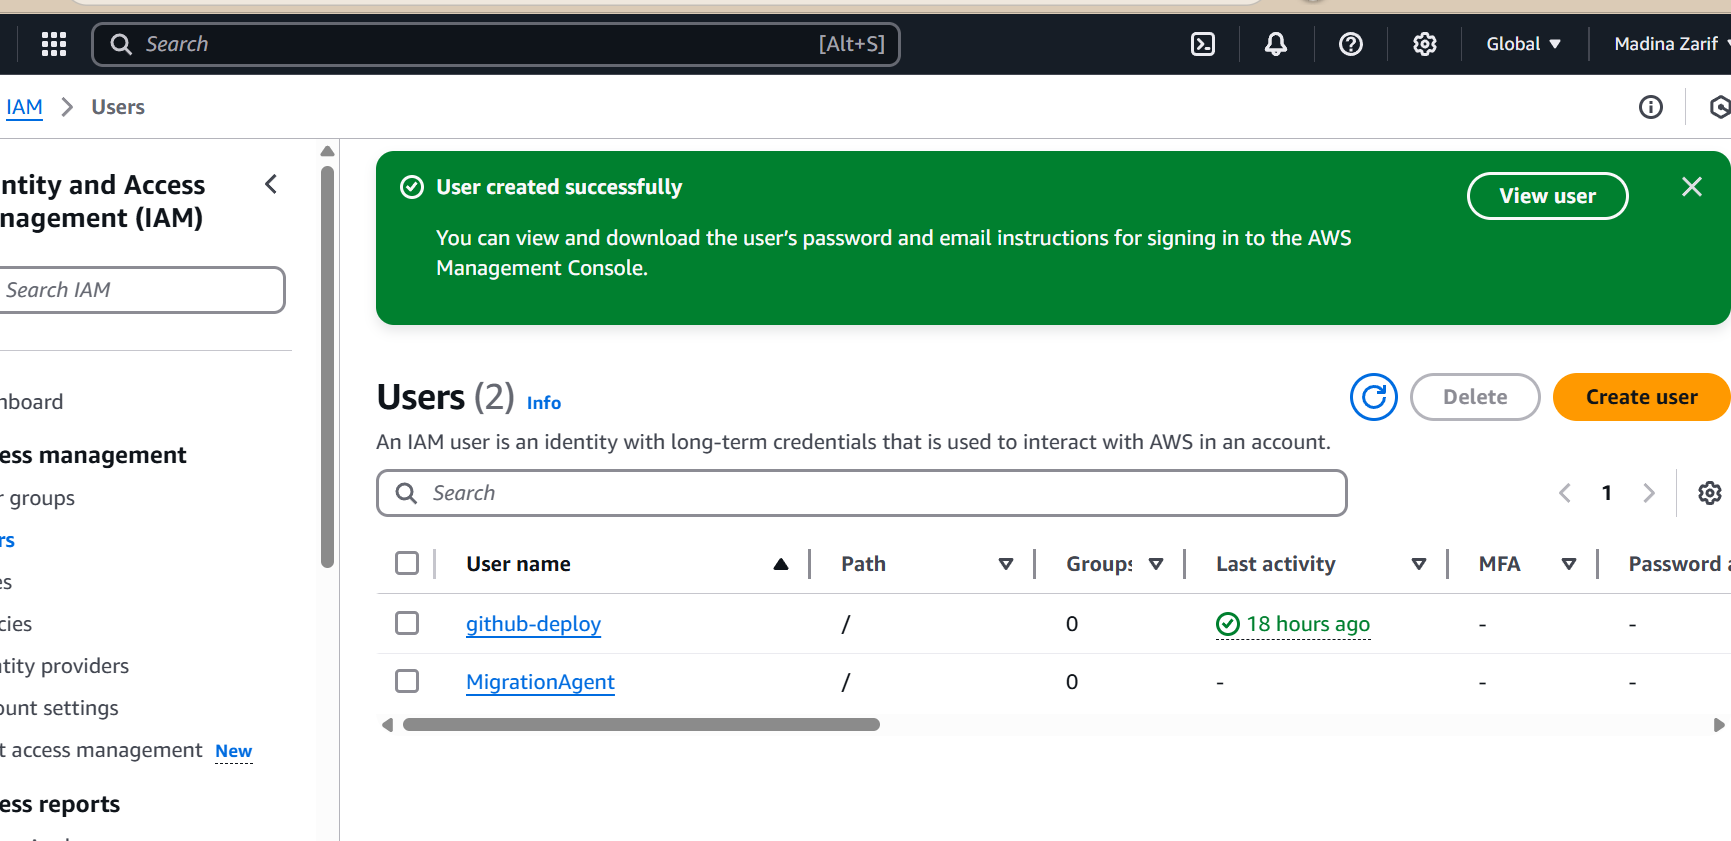 Search [Alt+S] Global Madina Zarif
IAM Users
ntity and Access
nagement (IAM)
Search IAM
nboard
ess management
r groups
rs
es
cies
ntity providers
ount settings
t access management New
ess reports
User created successfully
View user
You can view and download the user's password and email instructions for signing in to the AWS
Management Console.
Users (2) Info
Delete Create user
An IAM user is an identity with long-term credentials that is used to interact with AWS in an account.
Search
1
User name Path Groups Last activity MFA Password a
github-deploy / 0 18 hours ago - -
MigrationAgent / 0 - - -